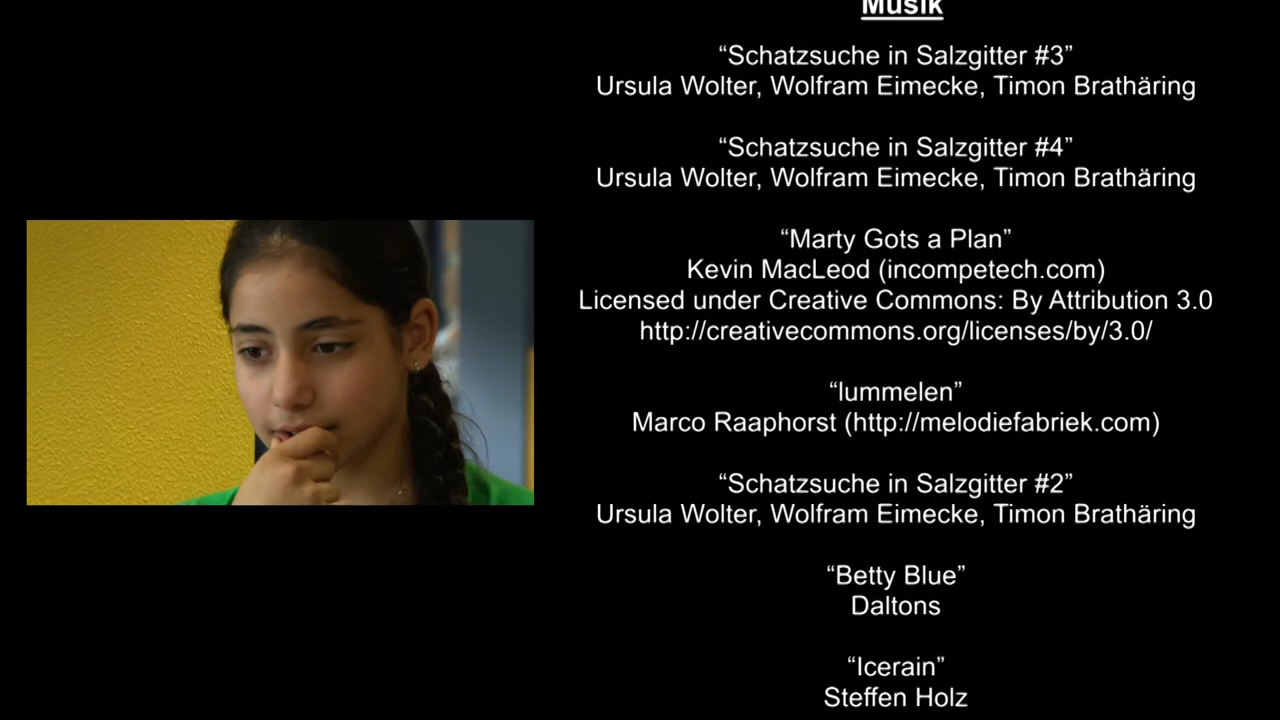 Musik
“Schatzsuche in Salzgitter #3”
Ursula Wolter, Wolfram Eimecke, Timon Brathäring
“Schatzsuche in Salzgitter #4”
Ursula Wolter, Wolfram Eimecke, Timon Brathäring
“Marty Gots a Plan”
Kevin MacLeod (incompetech.com)
Licensed under Creative Commons: By Attribution 3.0
http://creativecommons.org/licenses/by/3.0/
“lummelen”
Marco Raaphorst (http://melodiefabriek.com)
“Schatzsuche in Salzgitter #2”
Ursula Wolter, Wolfram Eimecke, Timon Brathäring
“Betty Blue”
Daltons
“Icerain”
Steffen Holz